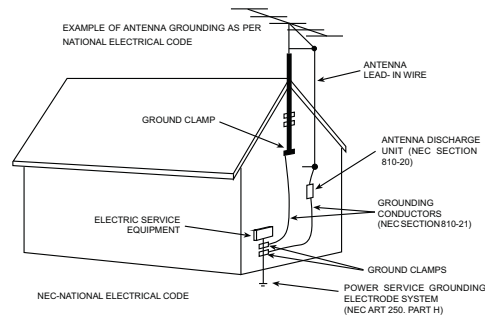 EXAMPLE OF ANTENNA GROUNDING AS PER
NATIONAL ELECTRICAL CODE
ANTENNA
LEAD- IN WIRE
GROUND CLAMP
ANTENNA DISCHARGE
UNIT (NEC SECTION
810-20)
ELECTRIC SERVICE
EQUIPMENT
GROUNDING
CONDUCTORS
(NEC SECTION 810-21)
GROUND CLAMPS
NEC-NATIONAL ELECTRICAL CODE
POWER SERVICE GROUNDING
ELECTRODE SYSTEM
(NEC ART 250. PART H)